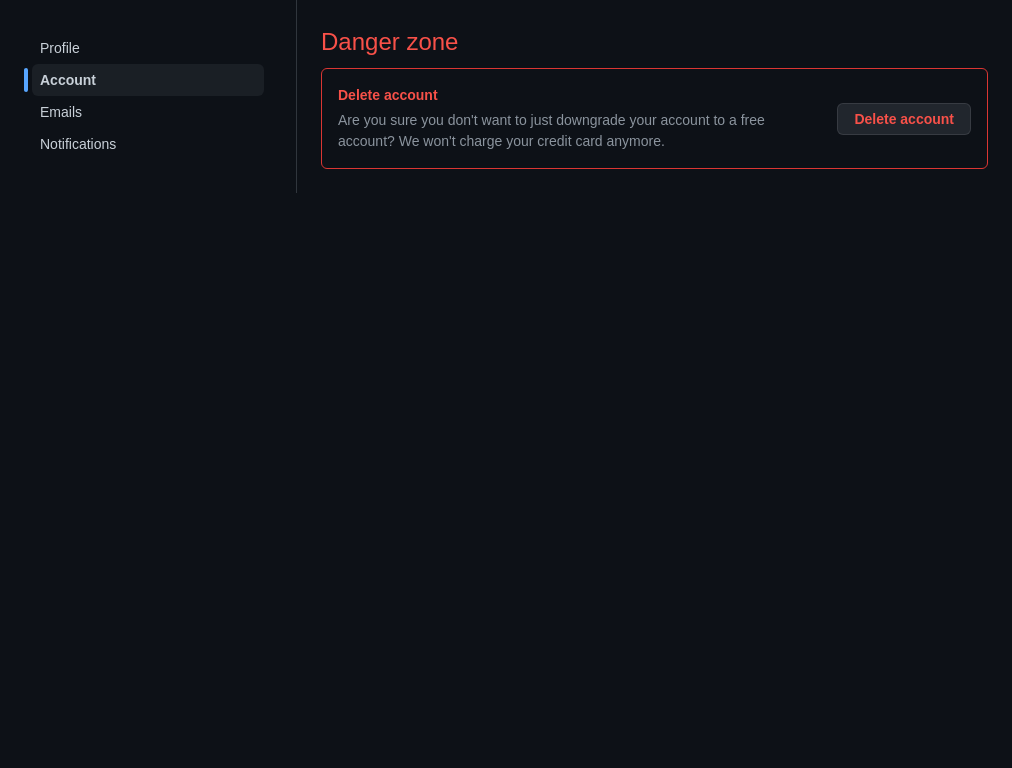 Profile
Account
Emails
Notifications
Danger zone
Delete account
Are you sure you don't want to just downgrade your account to a free
account? We won't charge your credit card anymore.
Delete account